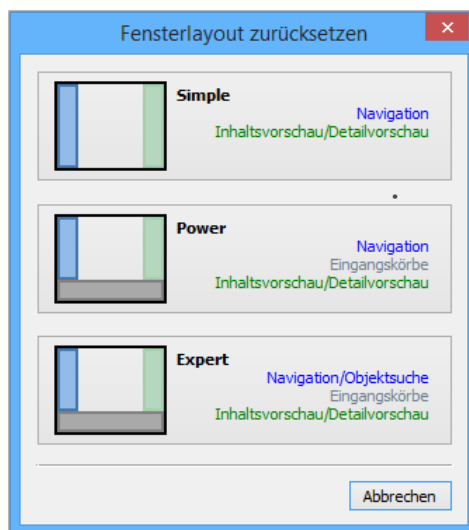 Fensterlayout zurücksetzen
Simple
Navigation
Inhaltsvorschau/Detailvorschau
Power
Navigation
Eingangskörbe
Inhaltsvorschau/Detailvorschau
Expert
Navigation/Objektsuche
Eingangskörbe
Inhaltsvorschau/Detailvorschau
Abbrechen